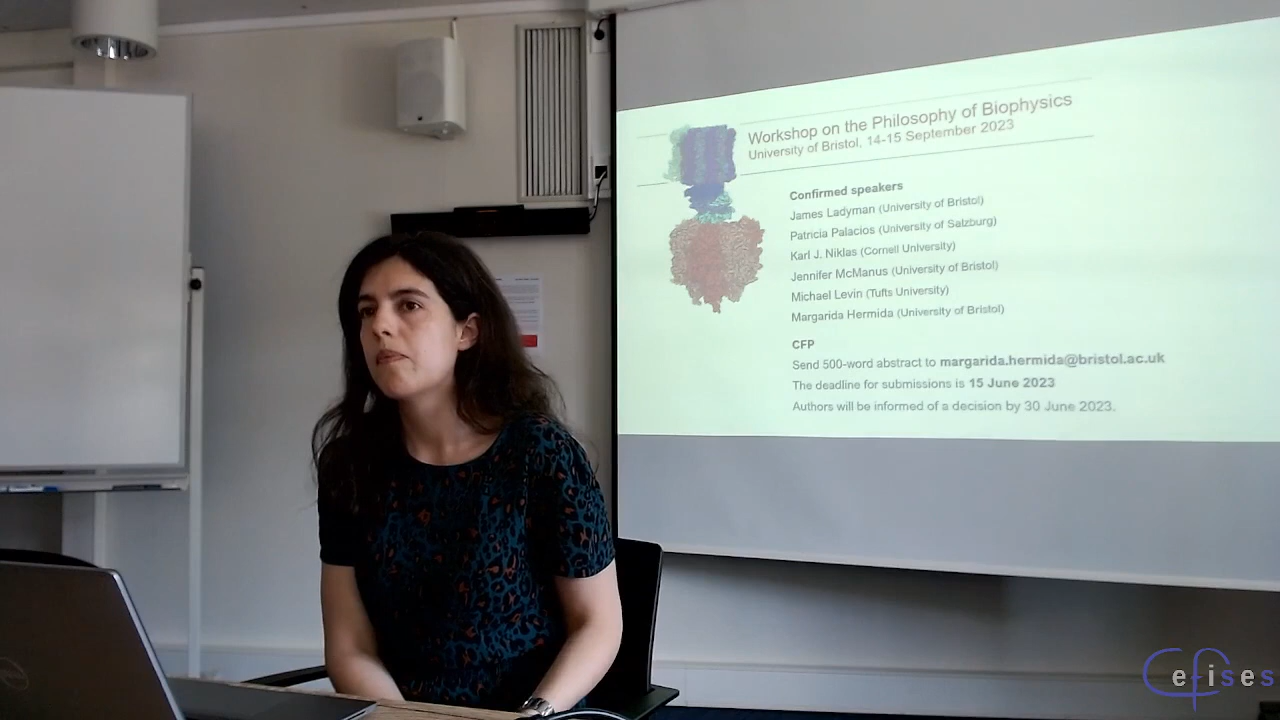 Workshop on the Philosophy of Biophysics
University of Bristol, 14-15 September 2023
Confirmed speakers
James Ladyman (University of Bristol)
Patricia Palacios (University of Salzburg)
Karl J. Niklas (Cornell University)
Jennifer McManus (University of Bristol)
Michael Levin (Tufts University)
Margarida Hermida (University of Bristol)
CFP
Send 500-word abstract to margarida.hermida@bristol.ac.uk
The deadline for submissions is 15 June 2023
Authors will be informed of a decision by 30 June 2023.
Cefises